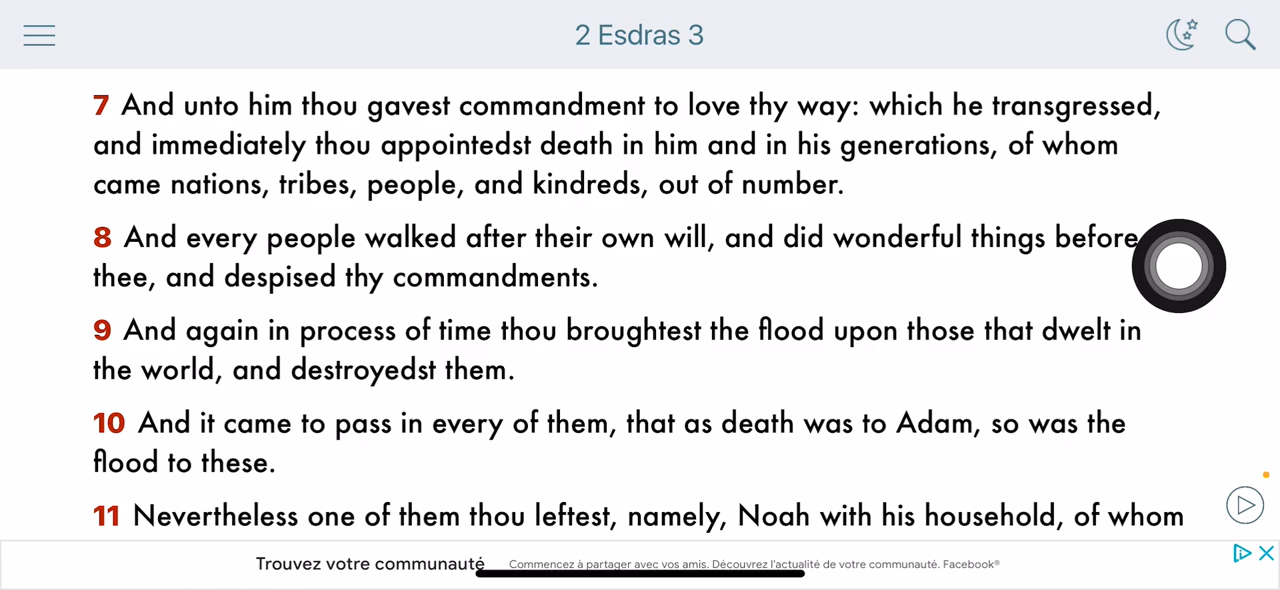 2 Esdras 3
7 And unto him thou gavest commandment to love thy way: which he transgressed,
and immediately thou appointedst death in him and in his generations, of whom
came nations, tribes, people, and kindreds, out of number.
8 And every people walked after their own will, and did wonderful things before
thee, and despised thy commandments.
9 And again in process of time thou broughtest the flood upon those that dwelt in
the world, and destroyedst them.
10 And it came to pass in every of them, that as death was to Adam, so was the
flood to these.
11 Nevertheless one of them thou leftest, namely, Noah with his household, of whom
Trouvez votre communauté
Commencez à partager avec vos amis. Découvrez l'actualité de votre communauté. Facebook®